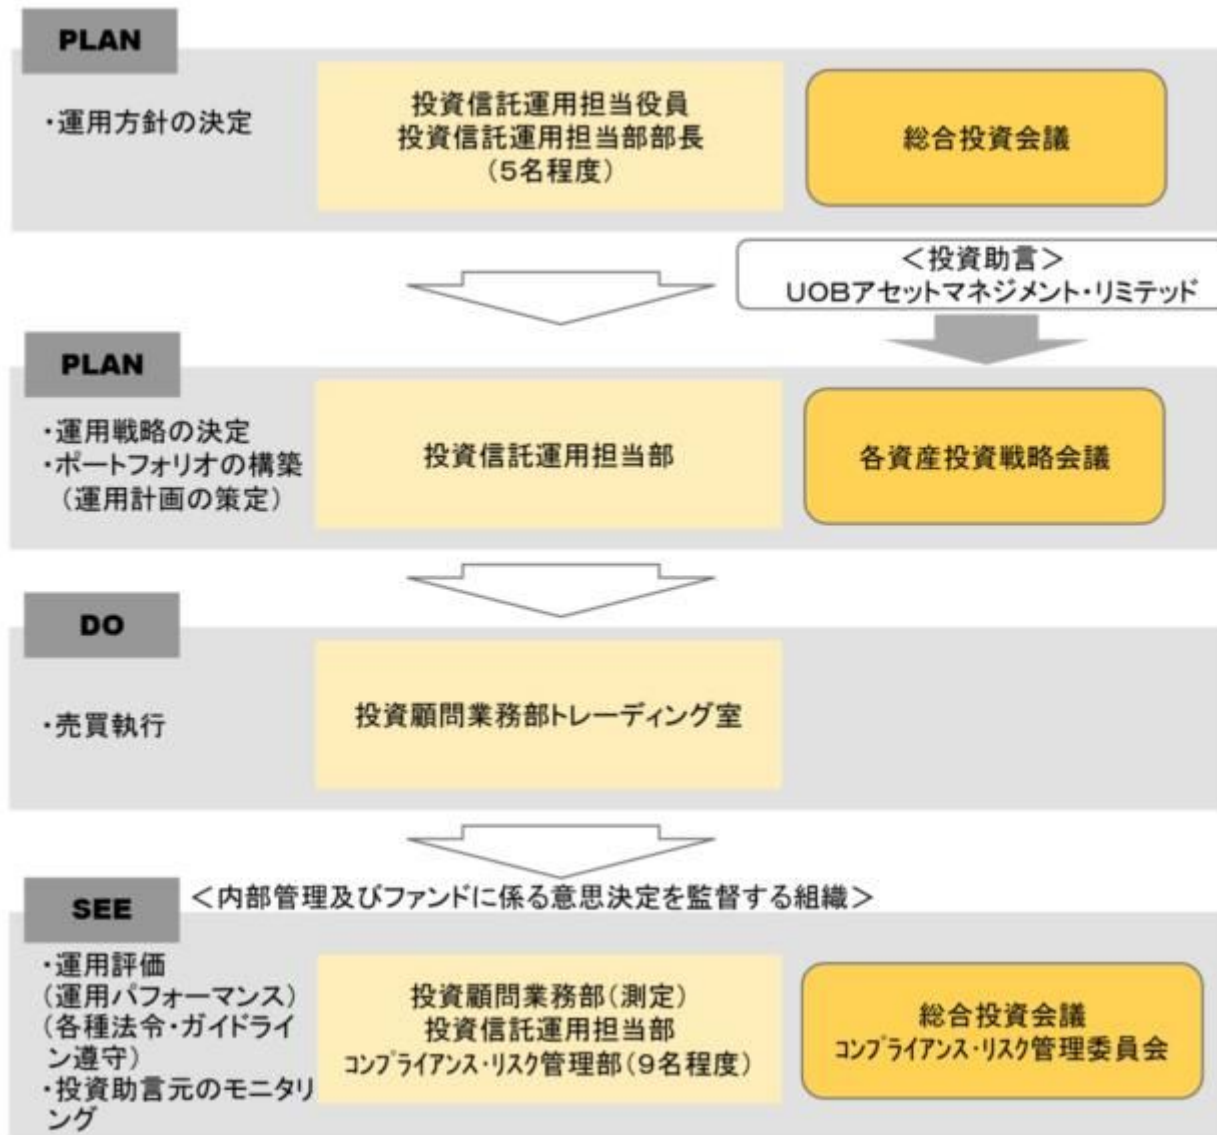 PLAN
・運用方針の決定
投資信託運用担当役員
投資信託運用担当部部長
(5名程度)
総合投資会議
＜投資助言＞
UOBアセットマネジメント・リミテッド
PLAN
・運用戦略の決定
・ポートフォリオの構築
(運用計画の策定)
投資信託運用担当部
各資産投資戦略会議
DO
・売買執行
投資顧問業務部トレーディング室
＜内部管理及びファンドに係る意思決定を監督する組織＞
SEE
・運用評価
(運用パフォーマンス)
(各種法令・ガイドライ
ン遵守)
・投資助言元のモニタリ
ング
投資顧問業務部(測定)
投資信託運用担当部
ｺﾝﾌﾟﾗｲｱﾝｽ・ﾘｽｸ管理部(9名程度)
総合投資会議
ｺﾝﾌﾟﾗｲｱﾝｽ・ﾘｽｸ管理委員会